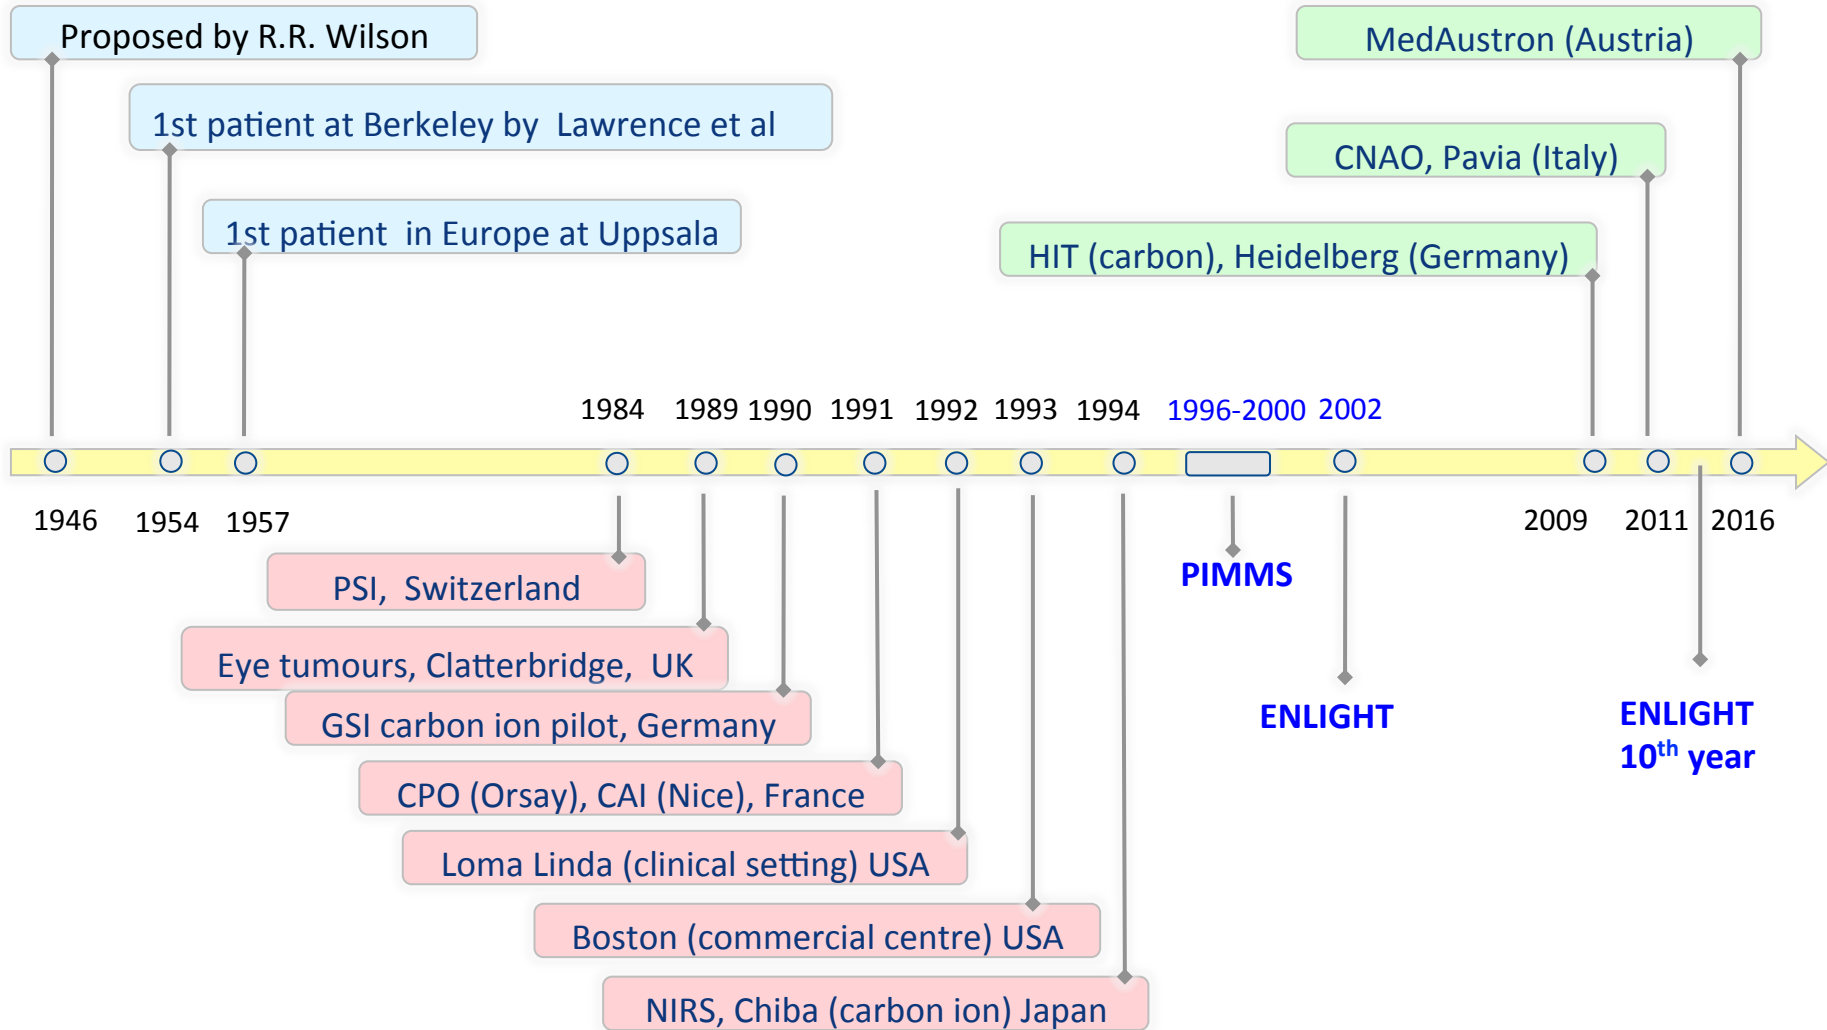 Proposed by R.R. Wilson
MedAustron (Austria)
1st patient at Berkeley by Lawrence et al
CNAO, Pavia (Italy)
1st patient in Europe at Uppsala
HIT (carbon), Heidelberg (Germany)
1984 1989 1990 1991 1992 1993 1994 1996-2000 2002
1946 1954 1957 2009 2011 2016
PSI, Switzerland
PIMMS
Eye tumours, Clatterbridge, UK
GSI carbon ion pilot, Germany
ENLIGHT
ENLIGHT
10th year
CPO (Orsay), CAI (Nice), France
Loma Linda (clinical setting) USA
Boston (commercial centre) USA
NIRS, Chiba (carbon ion) Japan